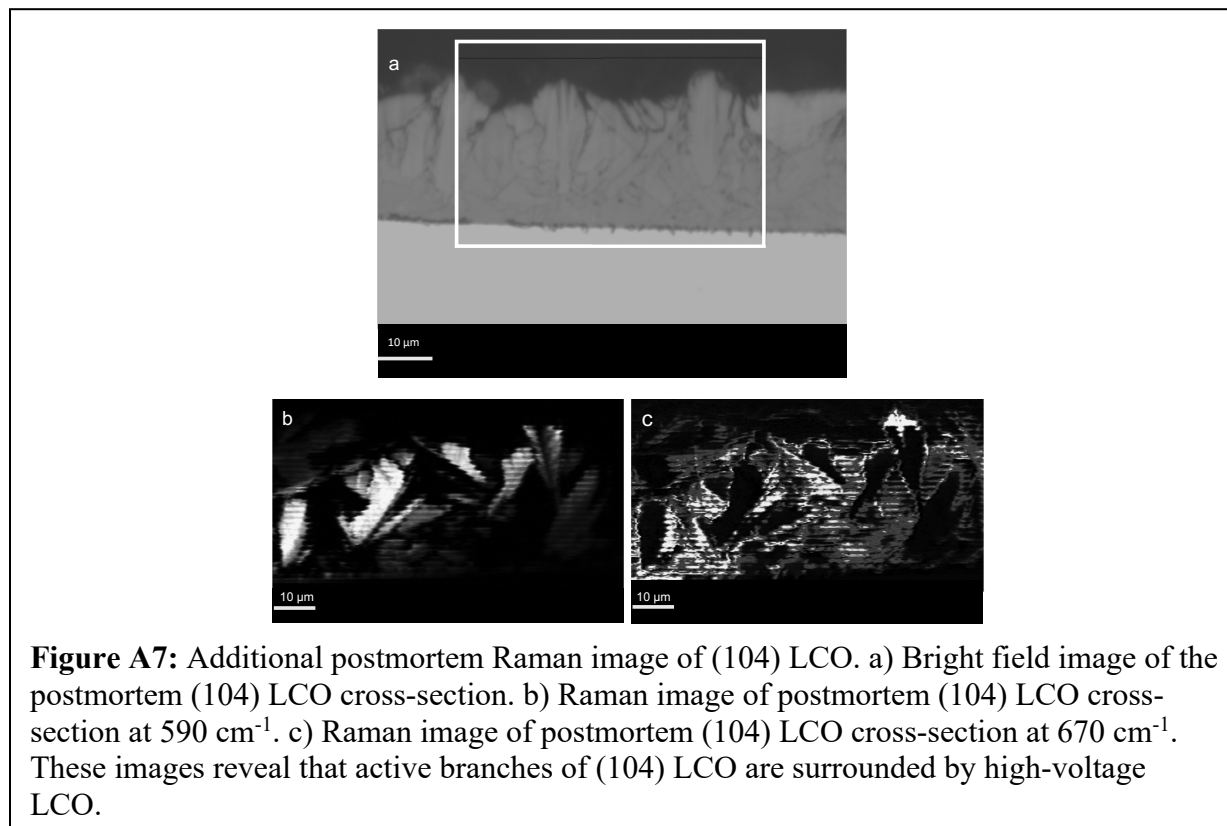 a
10 µm
b
10 µm
c
10 µm
Figure A7: Additional postmortem Raman image of (104) LCO. a) Bright field image of the
postmortem (104) LCO cross-section. b) Raman image of postmortem (104) LCO cross-
section at 590 cm⁻¹. c) Raman image of postmortem (104) LCO cross-section at 670 cm⁻¹.
These images reveal that active branches of (104) LCO are surrounded by high-voltage
LCO.